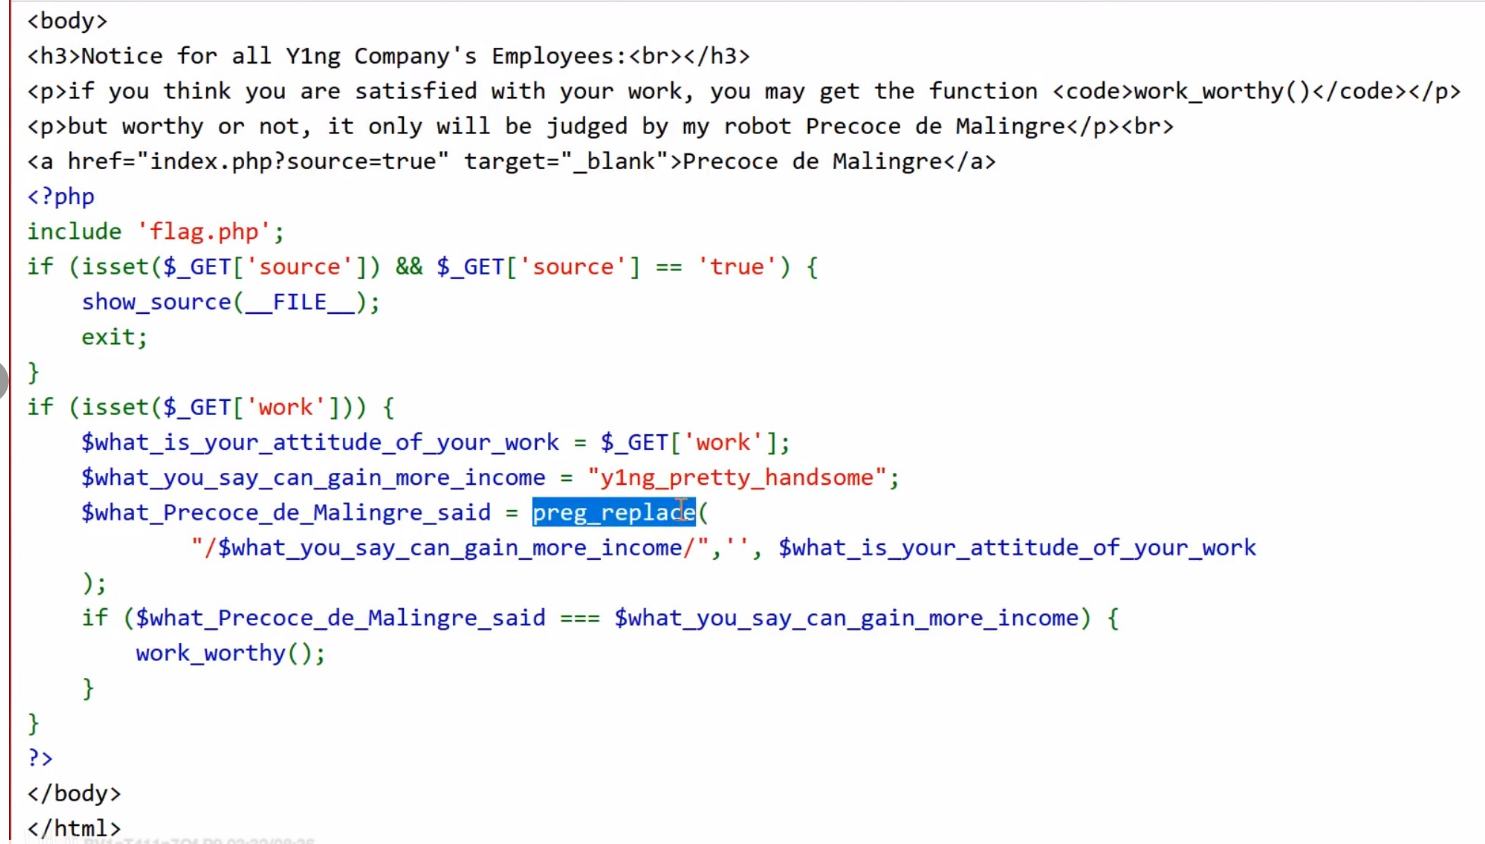 <body>
<h3>Notice for all Y1ng Company's Employees:<br></h3>
<p>if you think you are satisfied with your work, you may get the function <code>work_worthy()</code></p>
<p>but worthy or not, it only will be judged by my robot Precoce de Malingre</p><br>
<a href="index.php?source=true" target="_blank">Precoce de Malingre</a>
<?php
include 'flag.php';
if (isset($_GET['source']) && $_GET['source'] == 'true') {
    show_source(__FILE__);
    exit;
}
if (isset($_GET['work'])) {
    $what_is_your_attitude_of_your_work = $_GET['work'];
    $what_you_say_can_gain_more_income = "y1ng_pretty_handsome";
    $what_Precoce_de_Malingre_said = preg_replace(
            "/$what_you_say_can_gain_more_income/",'', $what_is_your_attitude_of_your_work
    );
    if ($what_Precoce_de_Malingre_said === $what_you_say_can_gain_more_income) {
        work_worthy();
    }
}
?>
</body>
</html>